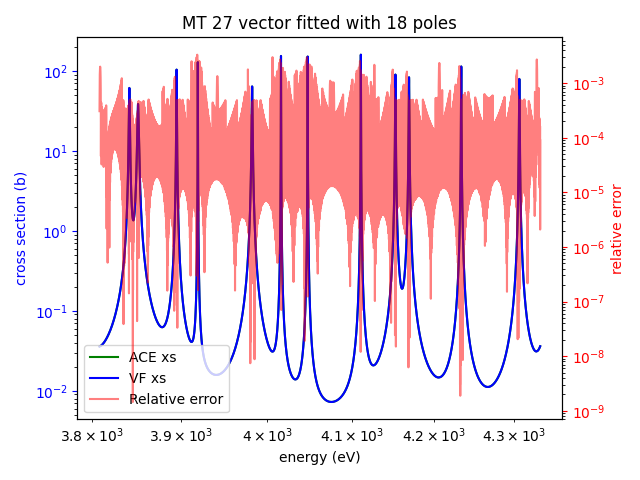 MT 27 vector fitted with 18 poles
cross section (b)
10²
10¹
10⁰
10⁻¹
10⁻²
10⁻³
10⁻⁴
10⁻⁵
10⁻⁶
10⁻⁷
10⁻⁸
10⁻⁹
relative error
ACE xs
VF xs
Relative error
3.8 × 10³ 3.9 × 10³ 4 × 10³ 4.1 × 10³ 4.2 × 10³ 4.3 × 10³
energy (eV)